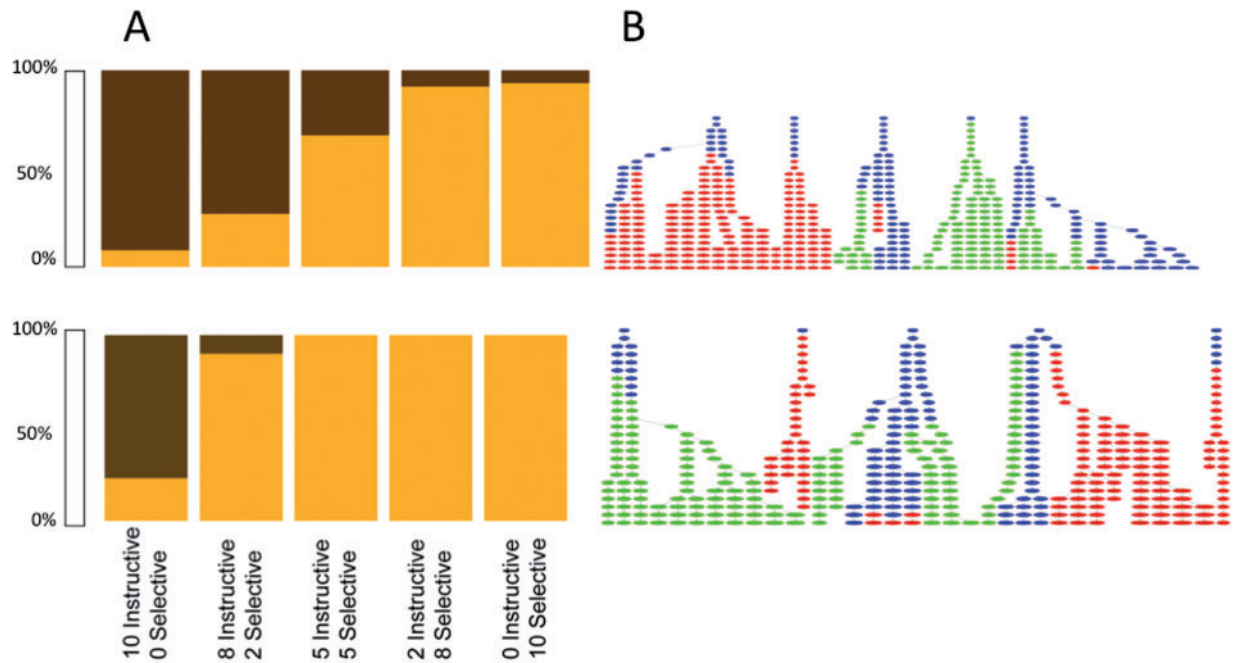 A
B
100%
50%
0%
100%
50%
0%
10 Instructive
0 Selective
8 Instructive
2 Selective
5 Instructive
5 Selective
2 Instructive
8 Selective
0 Instructive
10 Selective